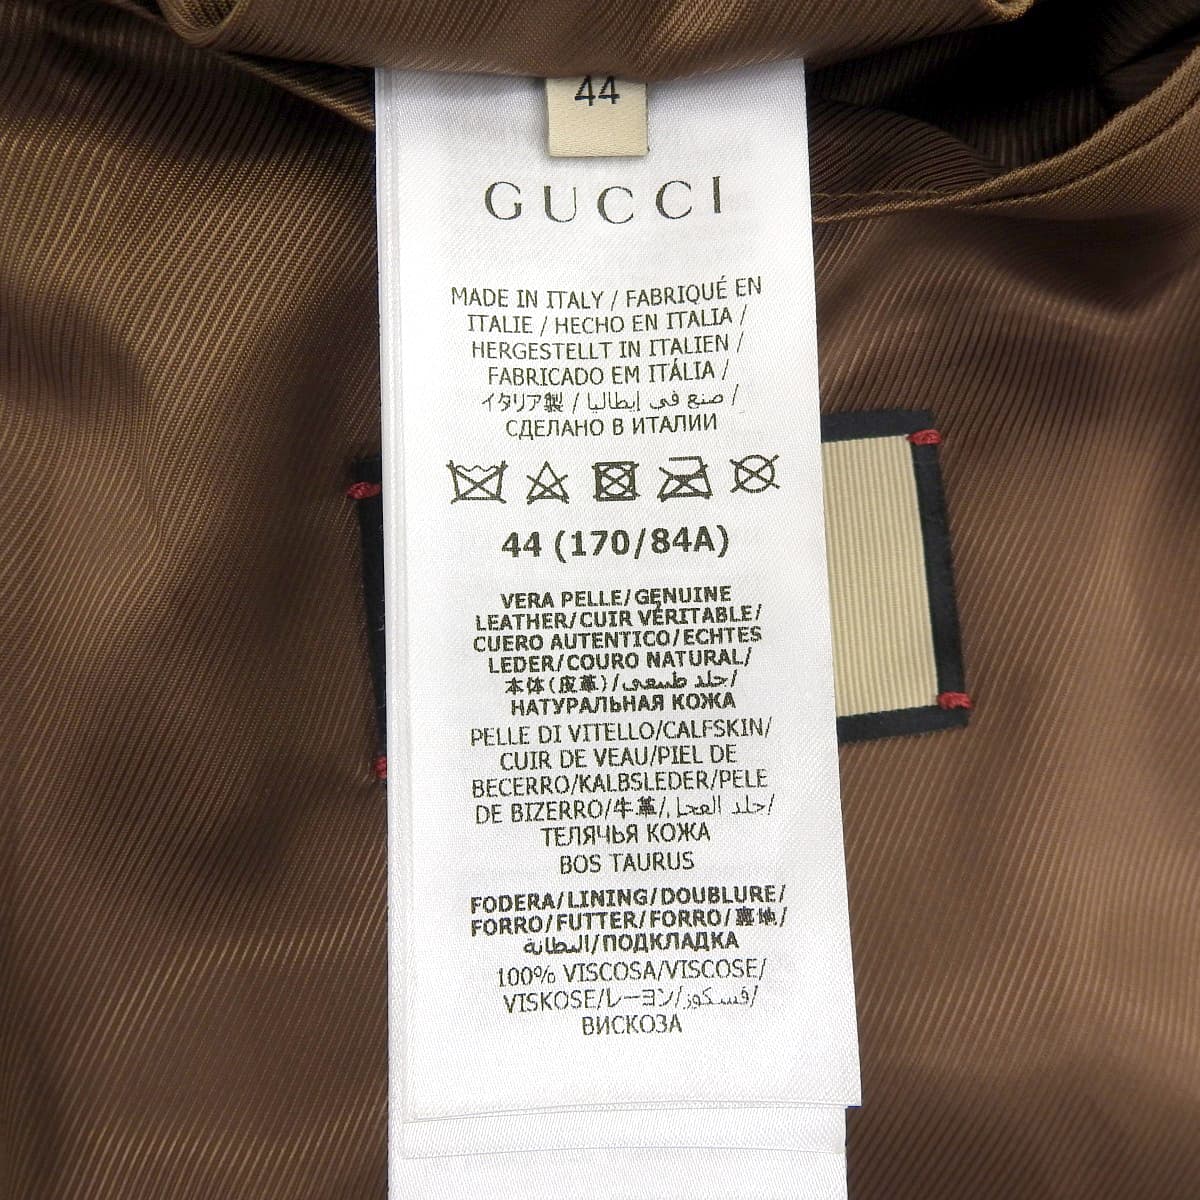 44
GUCCI
MADE IN ITALY / FABRIQUÉ EN
ITALIE / HECHO EN ITALIA /
HERGESTELLT IN ITALIEN /
FABRICADO EM ITÁLIA /
イタリア製 / صنع في إيطاليا /
СДЕЛАНО В ИТАЛИИ
44 (170/84A)
VERA PELLE/GENUINE
LEATHER/CUIR VÉRITABLE/
CUERO AUTENTICO/ECHTES
LEDER/COURO NATURAL/
本体(皮革)/جلد طبيعي/
НАТУРАЛЬНАЯ КОЖА
PELLE DI VITELLO/CALFSKIN/
CUIR DE VEAU/PIEL DE
BECERRO/KALBSLEDER/PELE
DE BIZERRO/牛革/جلد العجل/
ТЕЛЯЧЬЯ КОЖА
BOS TAURUS
FODERA/LINING/DOUBLURE/
FORRO/FUTTER/FORRO/裏地/
البطانة/ПОДКЛАДКА
100% VISCOSA/VISCOSE/
VISKOSE/レーヨン/فسكوز/
ВИСКОЗА